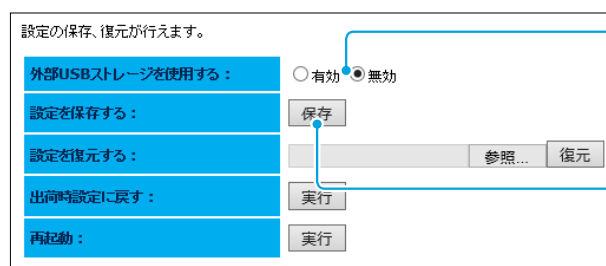 設定の保存、復元が行えます。
外部USBストレージを使用する： 有効 無効
設定を保存する： 保存
設定を復元する： 参照... 復元
出荷時設定に戻す： 実行
再起動： 実行